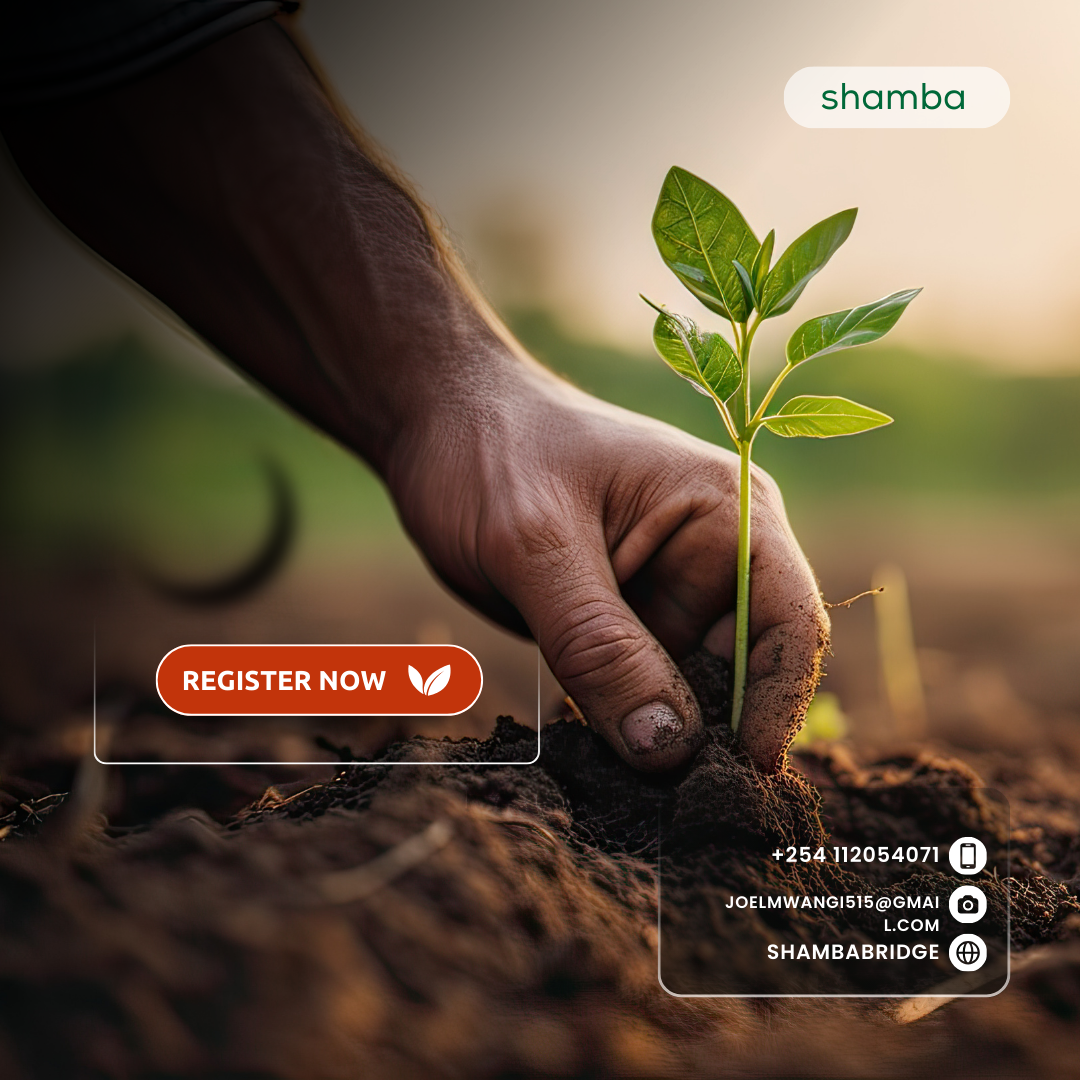 shamba
REGISTER NOW
+254 112054071
JOELMWANGI515@GMAI
L.COM
SHAMBABRIDGE